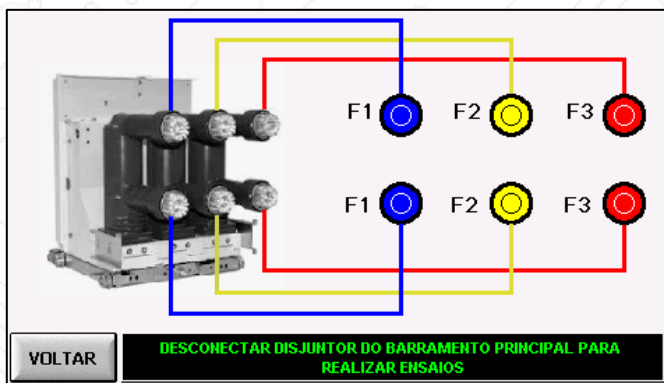 F1 F2 F3
F1 F2 F3
VOLTAR
DESCONECTAR DISJUNTOR DO BARRAMENTO PRINCIPAL PARA
REALIZAR ENSAIOS